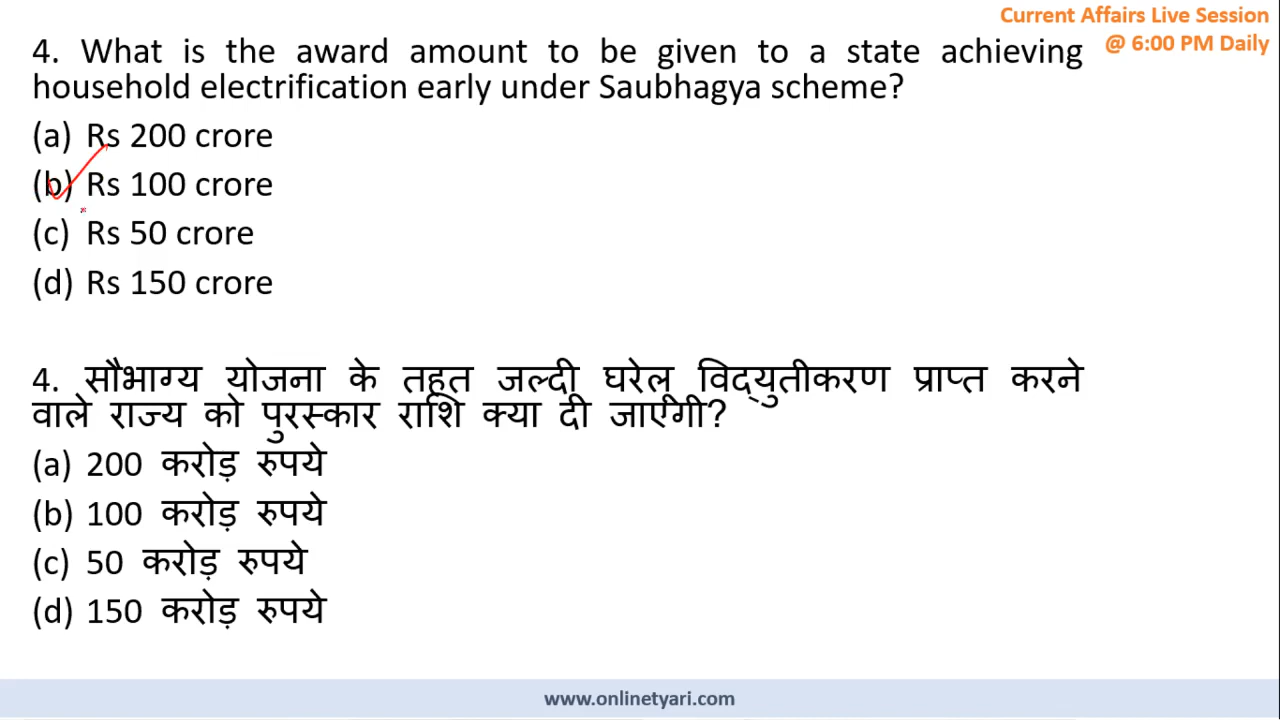 Current Affairs Live Session
@ 6:00 PM Daily
4. What is the award amount to be given to a state achieving
household electrification early under Saubhagya scheme?
(a) Rs 200 crore
(b) Rs 100 crore
(c) Rs 50 crore
(d) Rs 150 crore
4. सौभाग्य योजना के तहत जल्दी घरेलू विद्युतीकरण प्राप्त करने
वाले राज्य को पुरस्कार राशि क्या दी जाएगी?
(a) 200 करोड़ रुपये
(b) 100 करोड़ रुपये
(c) 50 करोड़ रुपये
(d) 150 करोड़ रुपये
www.onlinetyari.com